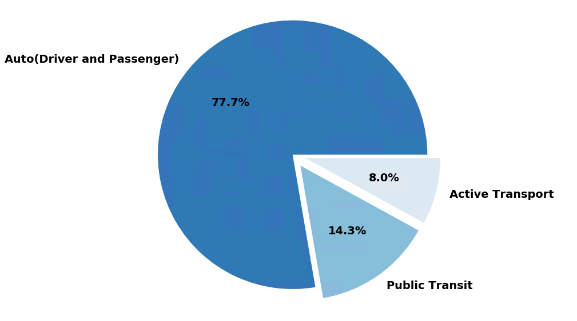 Auto(Driver and Passenger)
77.7%
8.0%
Active Transport
14.3%
Public Transit